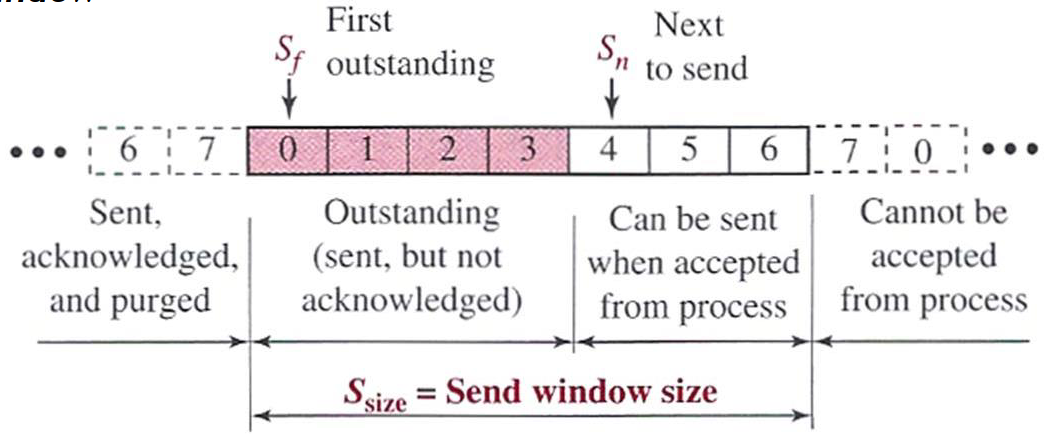 First
S_f outstanding
Next
S_n to send
••• 6 7 0 1 2 3 4 5 6 7 0 •••
Sent,
acknowledged,
and purged
Outstanding
(sent, but not
acknowledged)
Can be sent
when accepted
from process
Cannot be
accepted
from process
S_size = Send window size